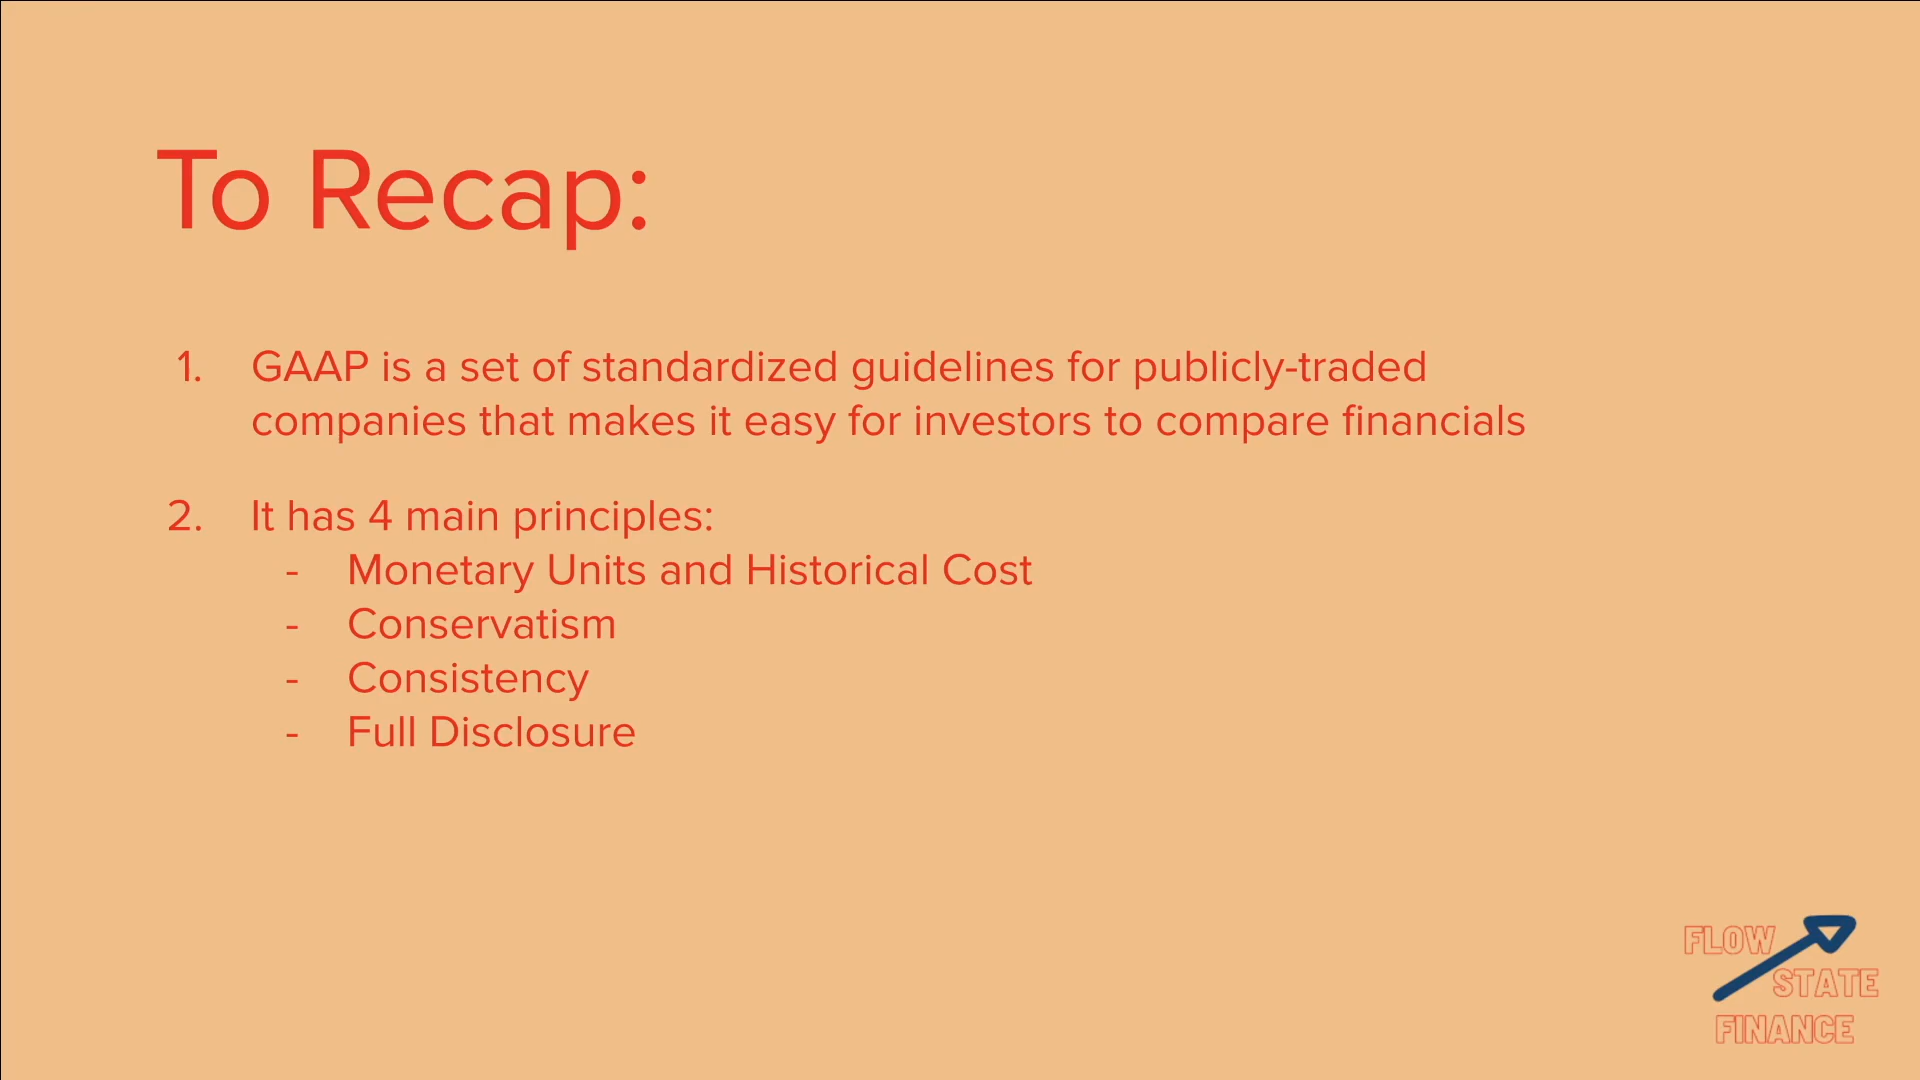 To Recap:
1. GAAP is a set of standardized guidelines for publicly-traded
companies that makes it easy for investors to compare financials
2. It has 4 main principles:
- Monetary Units and Historical Cost
- Conservatism
- Consistency
- Full Disclosure
FLOW
STATE
FINANCE